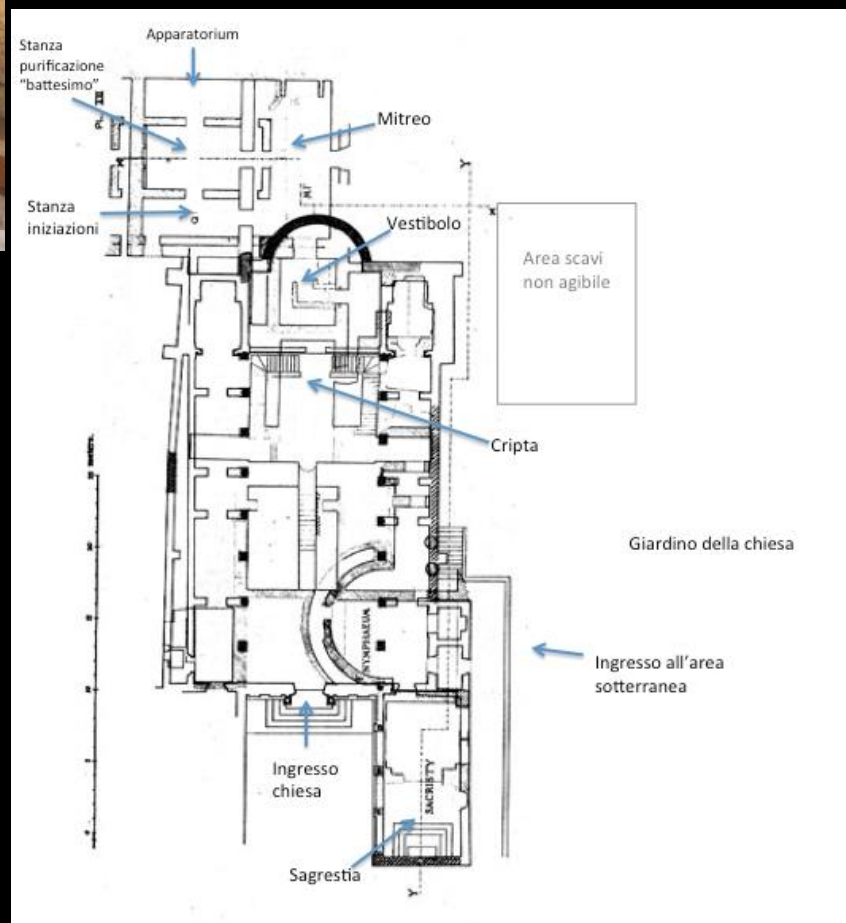 Apparatorium
Stanza
purificazione
“battesimo”
Mitreo
Stanza
iniziazioni
Vestibolo
Area scavi
non agibile
Cripta
Giardino della chiesa
NYMPHAEUM
Ingresso all’area
sotterranea
Ingresso
chiesa
SACRISTY
Sagrestia
Y
Y
X
meters.